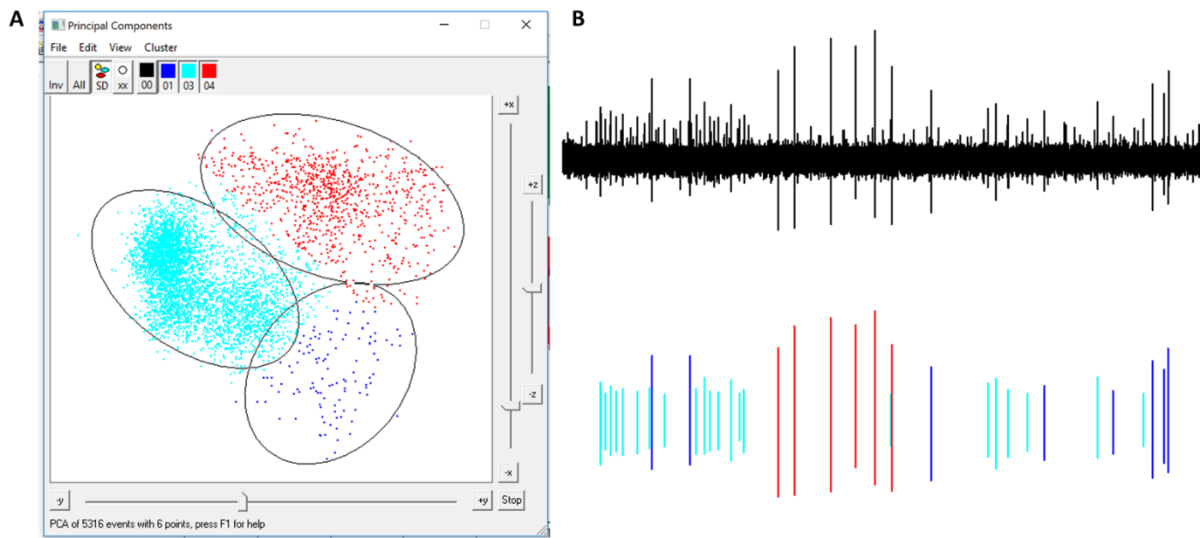 A
B
Principal Components
File Edit View Cluster
Inv All SD xx 00 01 03 04
+x
+z
-z
-x
-y +y Stop
PCA of 5316 events with 6 points, press F1 for help